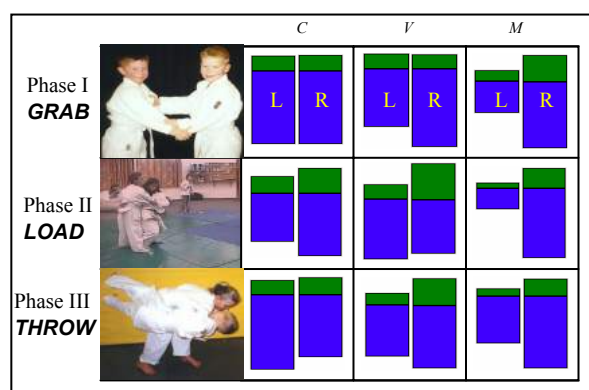 C V M
Phase I
GRAB
L R L R L R
Phase II
LOAD
Phase III
THROW